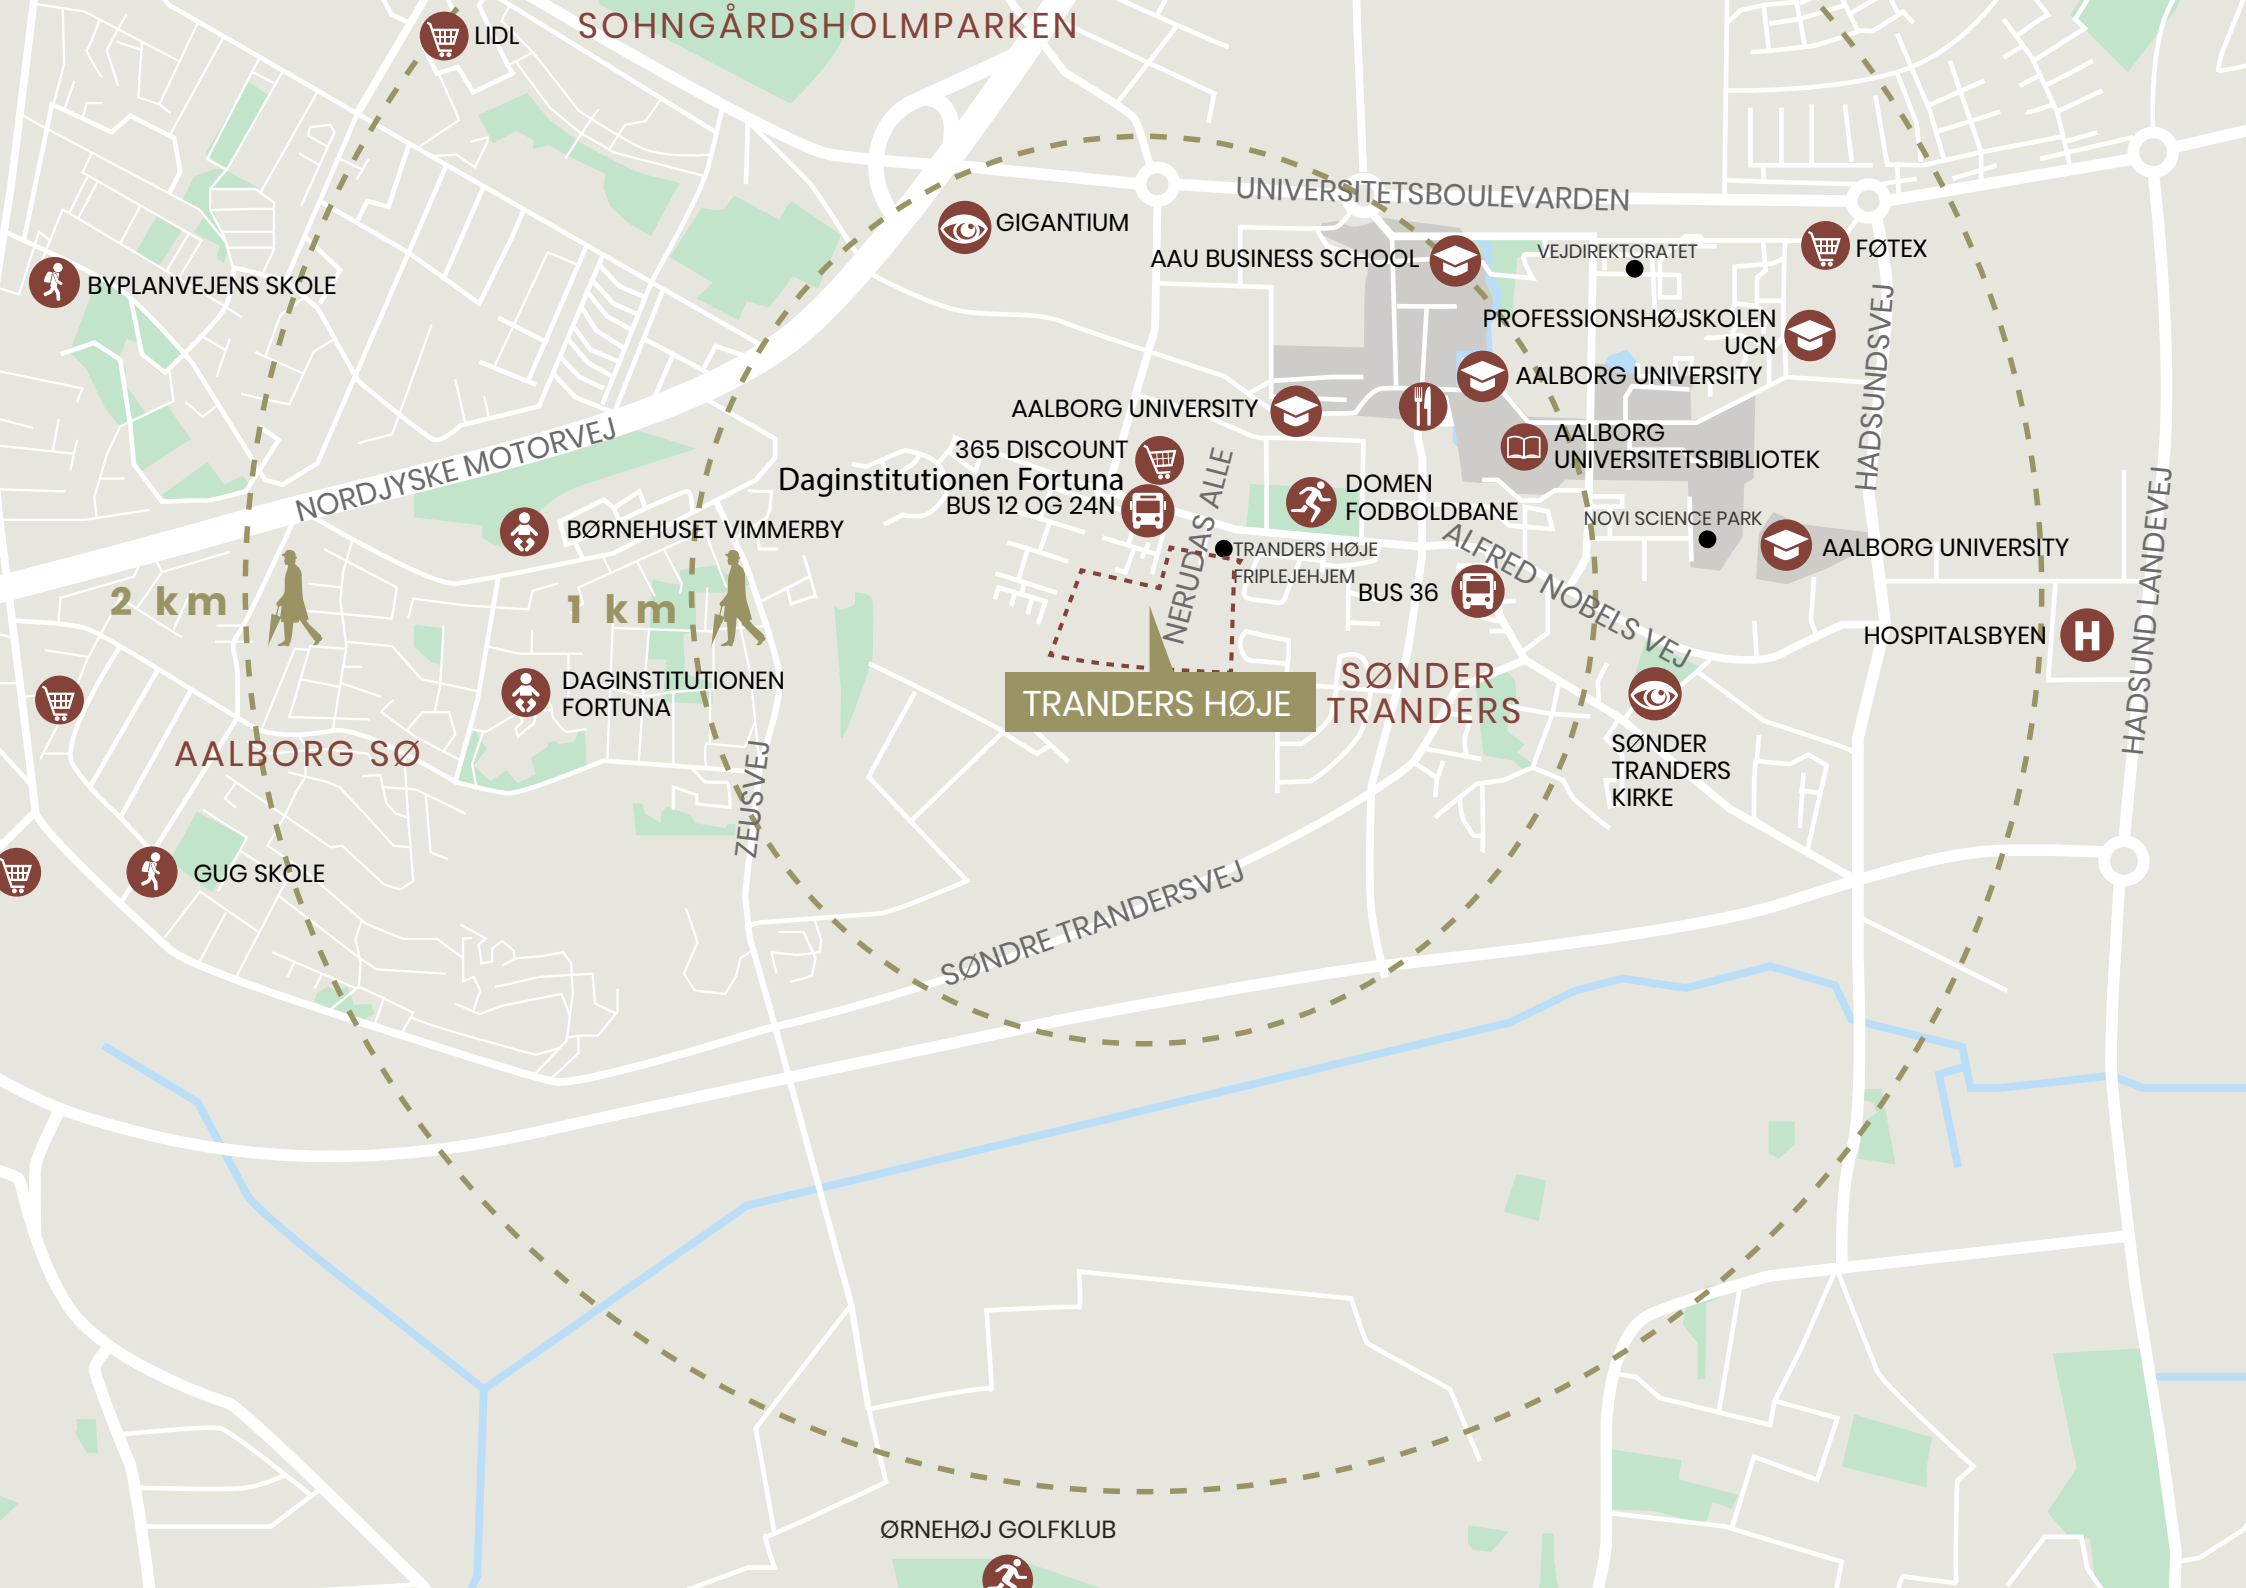 SOHNGÅRDSHOLMPARKEN
LIDL
UNIVERSITETSBOULEVARDEN
GIGANTIUM
AAU BUSINESS SCHOOL
VEJDIREKTORATET
FØTEX
BYPLANVEJENS SKOLE
PROFESSIONSHØJSKOLEN
UCN
HADSUNDSVEJ
AALBORG UNIVERSITY
AALBORG UNIVERSITY
NORDJYSKE MOTORVEJ
365 DISCOUNT
Daginstitutionen Fortuna
BUS 12 OG 24N
NERUDAS ALLE
AALBORG
UNIVERSITETSBIBLIOTEK
DOMEN
FODBOLDBANE
BØRNEHUSET VIMMERBY
NOVI SCIENCE PARK
AALBORG UNIVERSITY
HADSUND LANDEVEJ
TRANDERS HØJE
FRIPLEJEHJEM
BUS 36
ALFRED NOBELS VEJ
2 km
1 km
HOSPITALSBYEN
H
DAGINSTITUTIONEN
FORTUNA
TRANDERS HØJE
SØNDER
TRANDERS
AALBORG SØ
SØNDER
TRANDERS
KIRKE
ZEUSVEJ
GUG SKOLE
SØNDRE TRANDERSVEJ
ØRNEHØJ GOLFKLUB